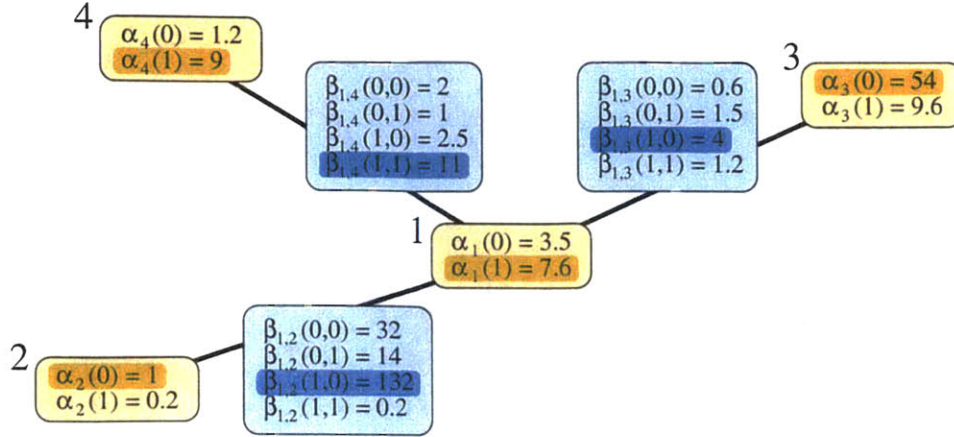 4
α₄(0) = 1.2
α₄(1) = 9
β₁,₄(0,0) = 2
β₁,₄(0,1) = 1
β₁,₄(1,0) = 2.5
β₁,₄(1,1) = 11
β₁,₃(0,0) = 0.6
β₁,₃(0,1) = 1.5
β₁,₃(1,0) = 4
β₁,₃(1,1) = 1.2
3
α₃(0) = 54
α₃(1) = 9.6
1
α₁(0) = 3.5
α₁(1) = 7.6
2
α₂(0) = 1
α₂(1) = 0.2
β₁,₂(0,0) = 32
β₁,₂(0,1) = 14
β₁,₂(1,0) = 132
β₁,₂(1,1) = 0.2